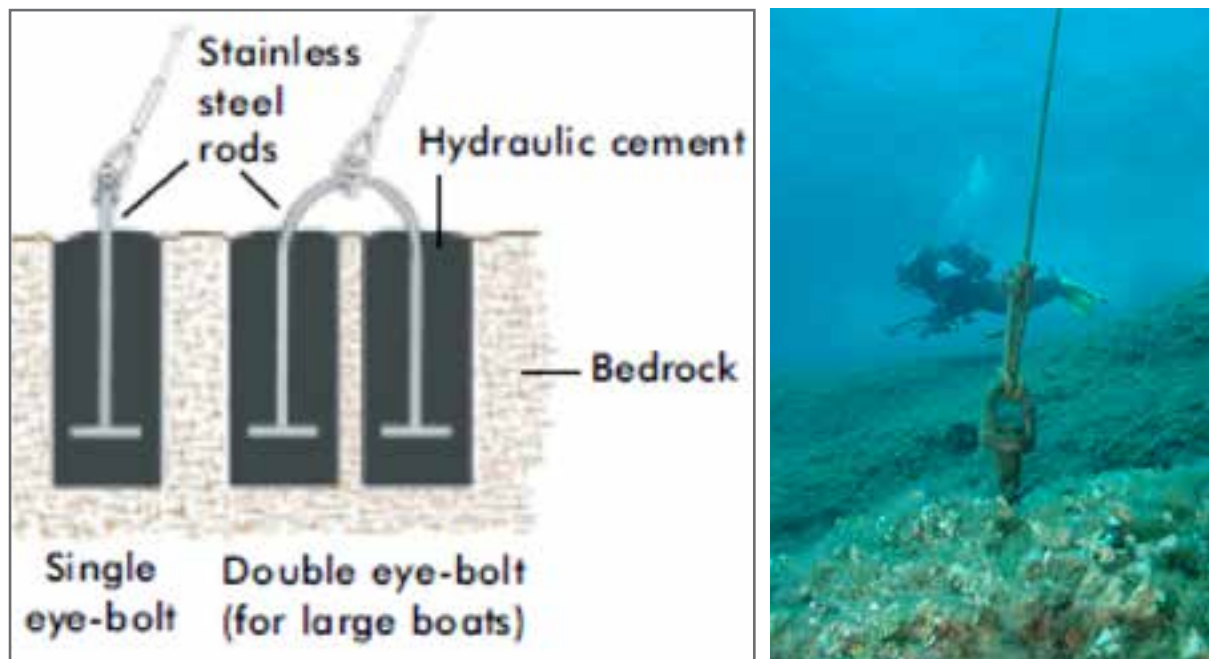 Stainless
steel
rods
Hydraulic cement
Bedrock
Single
eye-bolt
Double eye-bolt
(for large boats)